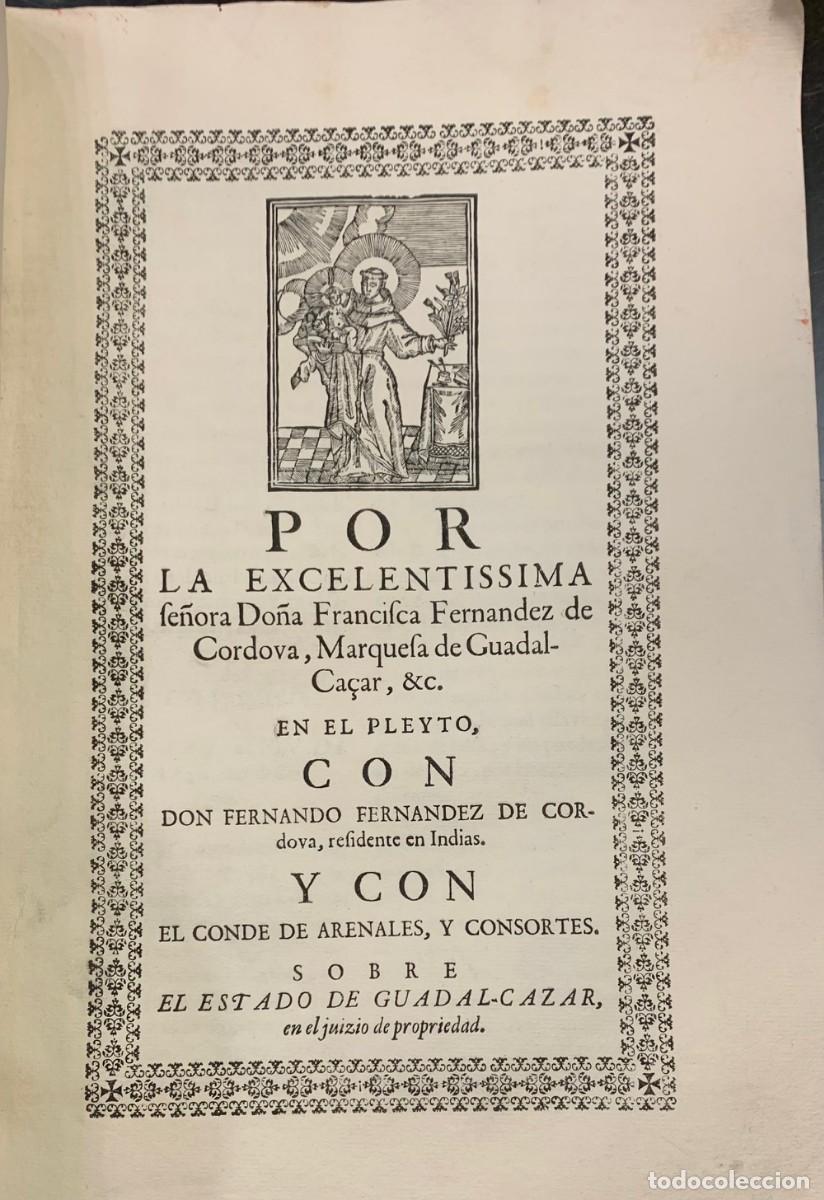 POR
LA EXCELENTISSIMA
ſeñora Doña Franciſca Fernandez de
Cordova, Marqueſa de Guadal-
Caçar, &c.
EN EL PLEYTO,
CON
DON FERNANDO FERNANDEZ DE COR-
dova, reſidente en Indias.
Y CON
EL CONDE DE ARENALES, Y CONSORTES.
SOBRE
EL ESTADO DE GUADAL-CAZAR,
en el juizio de propriedad.
todocoleccion